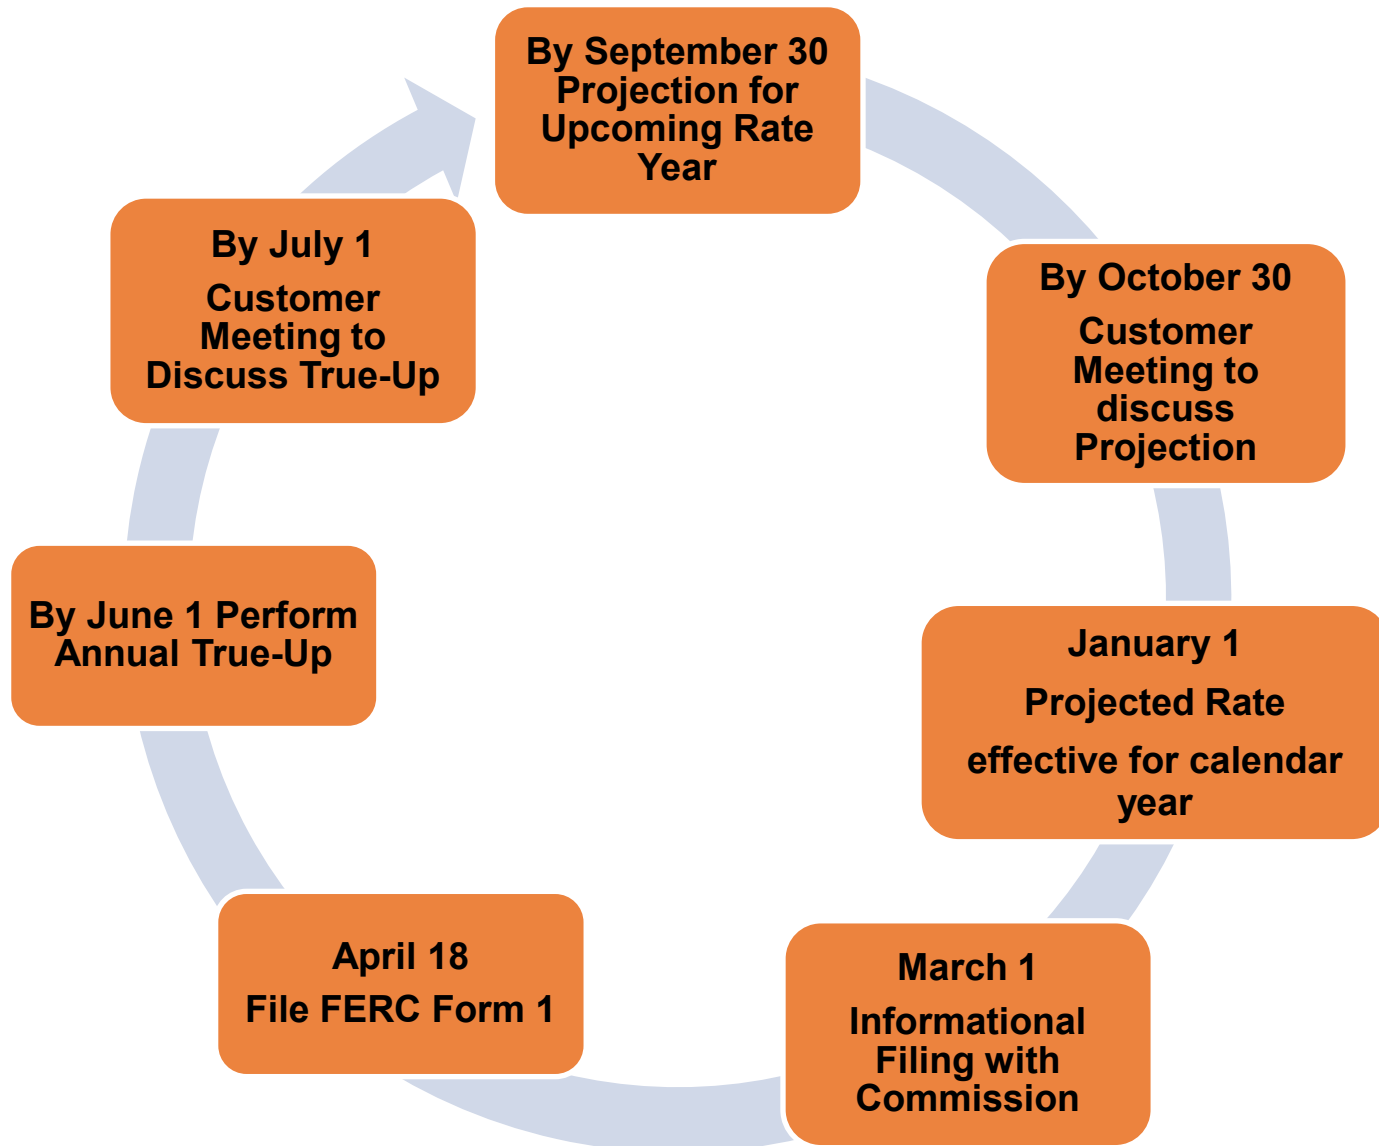 By September 30
Projection for
Upcoming Rate
Year
By October 30
Customer
Meeting to
discuss
Projection
January 1
Projected Rate
effective for calendar
year
March 1
Informational
Filing with
Commission
April 18
File FERC Form 1
By June 1 Perform
Annual True-Up
By July 1
Customer
Meeting to
Discuss True-Up